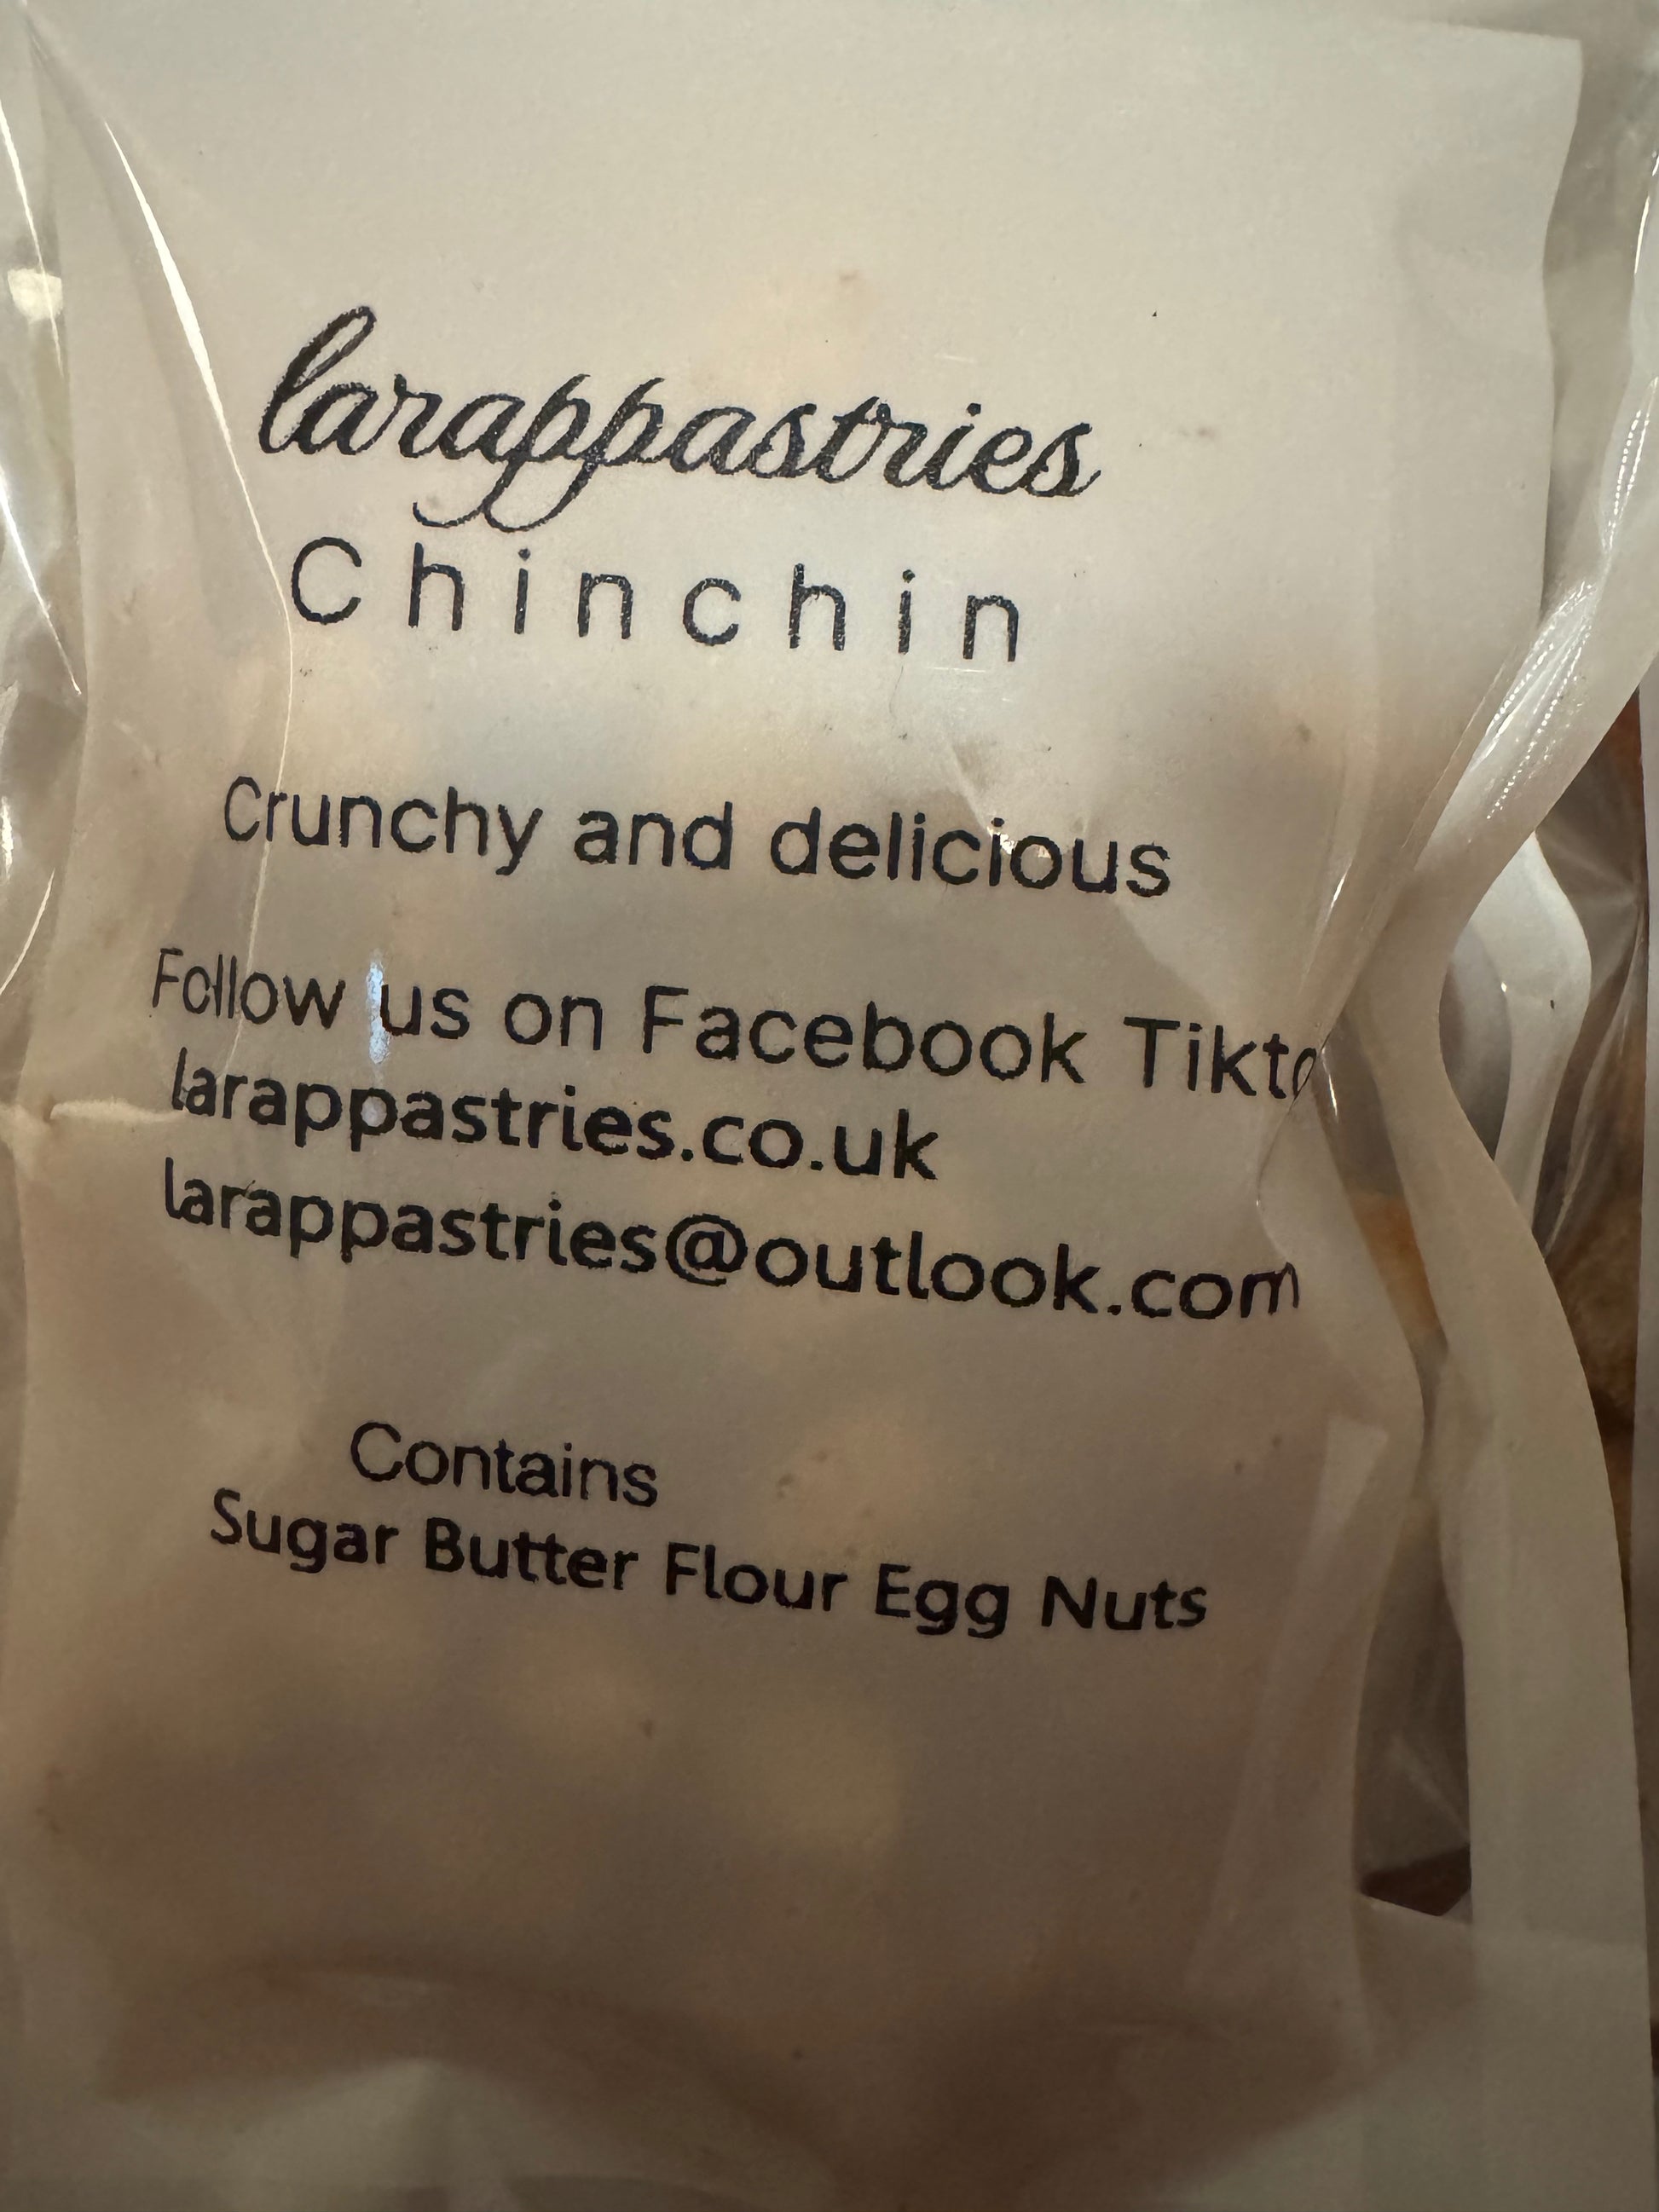 larappastries
Chinchin
Crunchy and delicious
Follow us on Facebook
larappastries.co.uk
larappastries@outlook.com
Contains
Sugar Butter Flour Egg Nuts